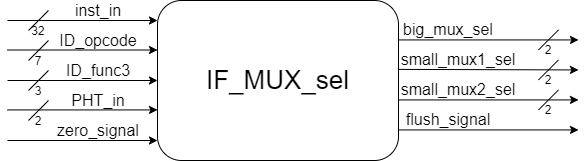 inst_in
32
ID_opcode
7
ID_func3
3
PHT_in
2
zero_signal
IF_MUX_sel
big_mux_sel
2
small_mux1_sel
2
small_mux2_sel
2
flush_signal